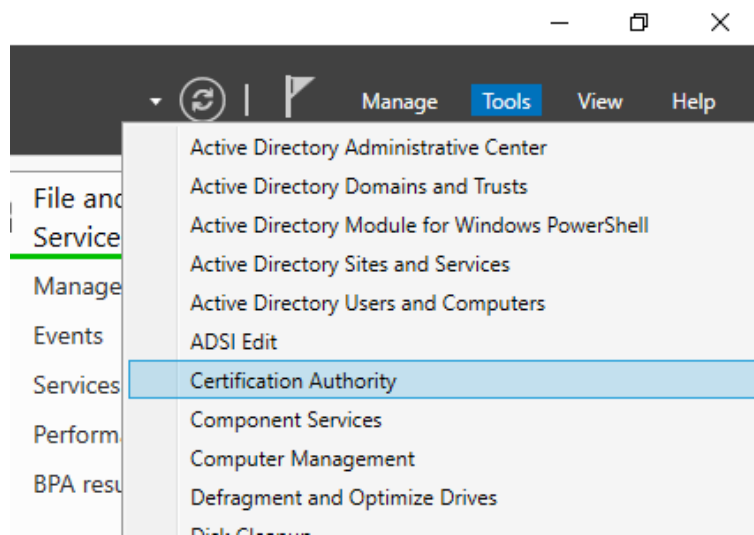 Manage Tools View Help
Active Directory Administrative Center
Active Directory Domains and Trusts
Active Directory Module for Windows PowerShell
Active Directory Sites and Services
Active Directory Users and Computers
ADSI Edit
Certification Authority
Component Services
Computer Management
Defragment and Optimize Drives
Disk Cleanup
File and
Service
Manage
Events
Services
Perform
BPA resu